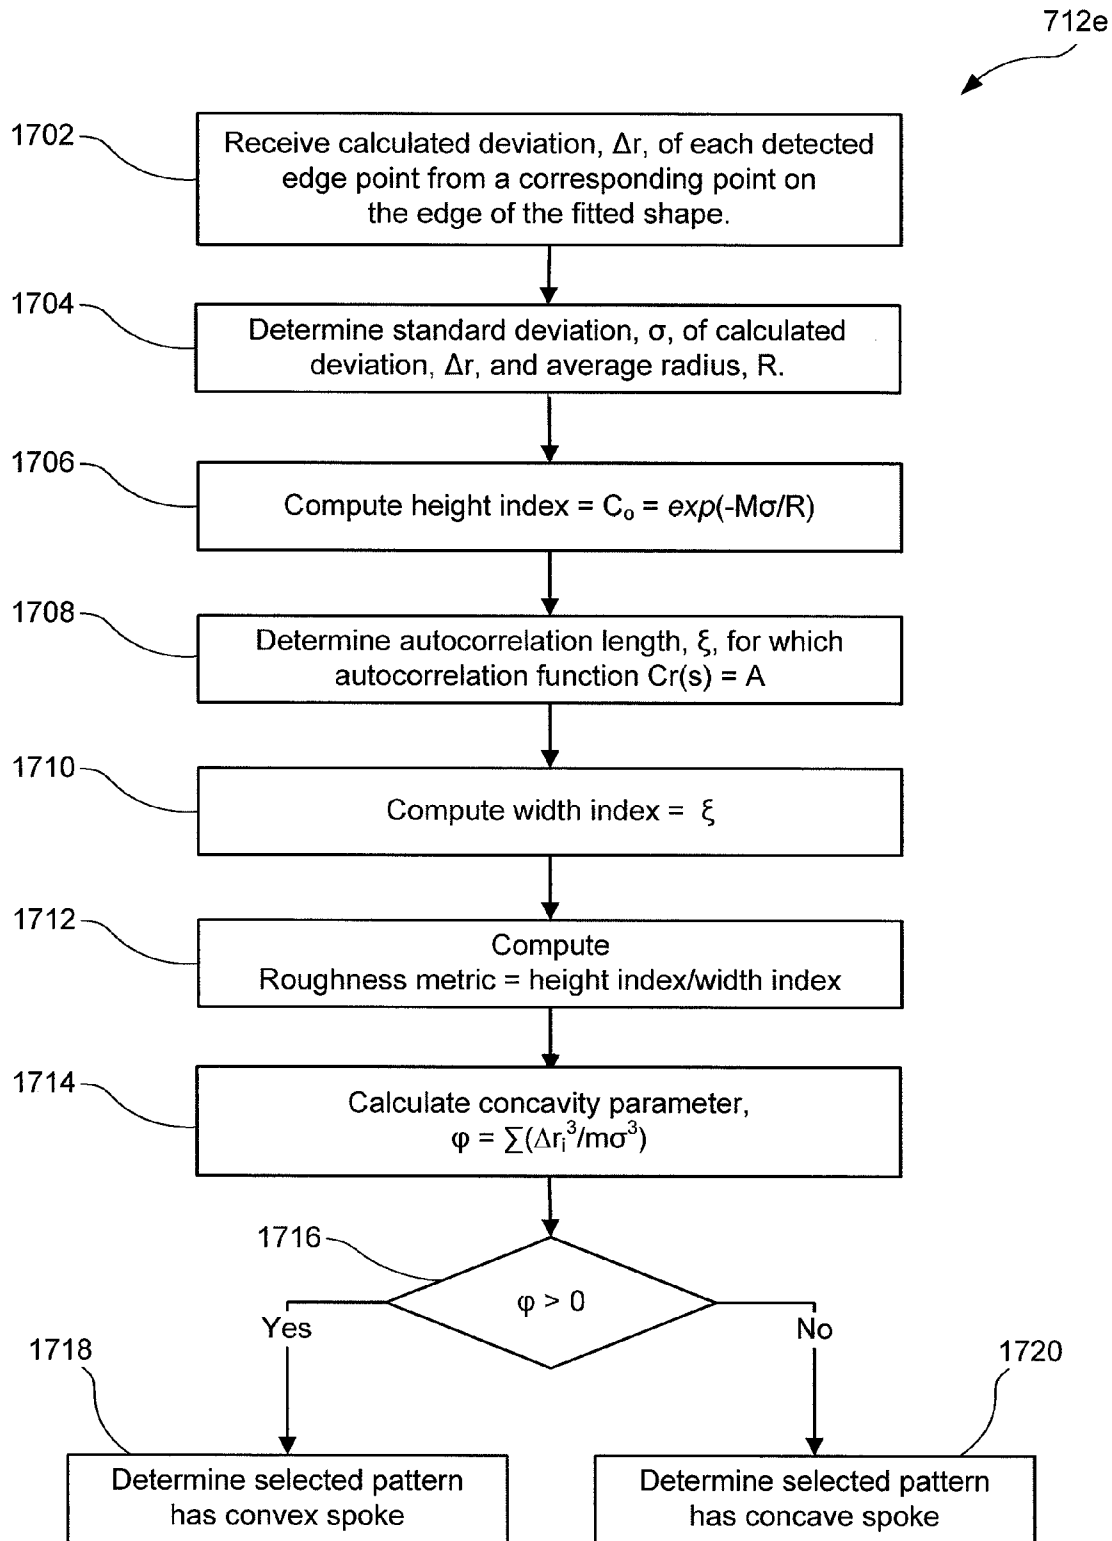 712e
1702
Receive calculated deviation, Δr, of each detected
edge point from a corresponding point on
the edge of the fitted shape.
1704
Determine standard deviation, σ, of calculated
deviation, Δr, and average radius, R.
1706
Compute height index = C₀ = exp(-Mσ/R)
1708
Determine autocorrelation length, ξ, for which
autocorrelation function Cr(s) = A
1710
Compute width index = ξ
1712
Compute
Roughness metric = height index/width index
1714
Calculate concavity parameter,
φ = ∑(Δrᵢ³/mσ³)
1716
φ > 0
Yes
No
1718
1720
Determine selected pattern
has convex spoke
Determine selected pattern
has concave spoke